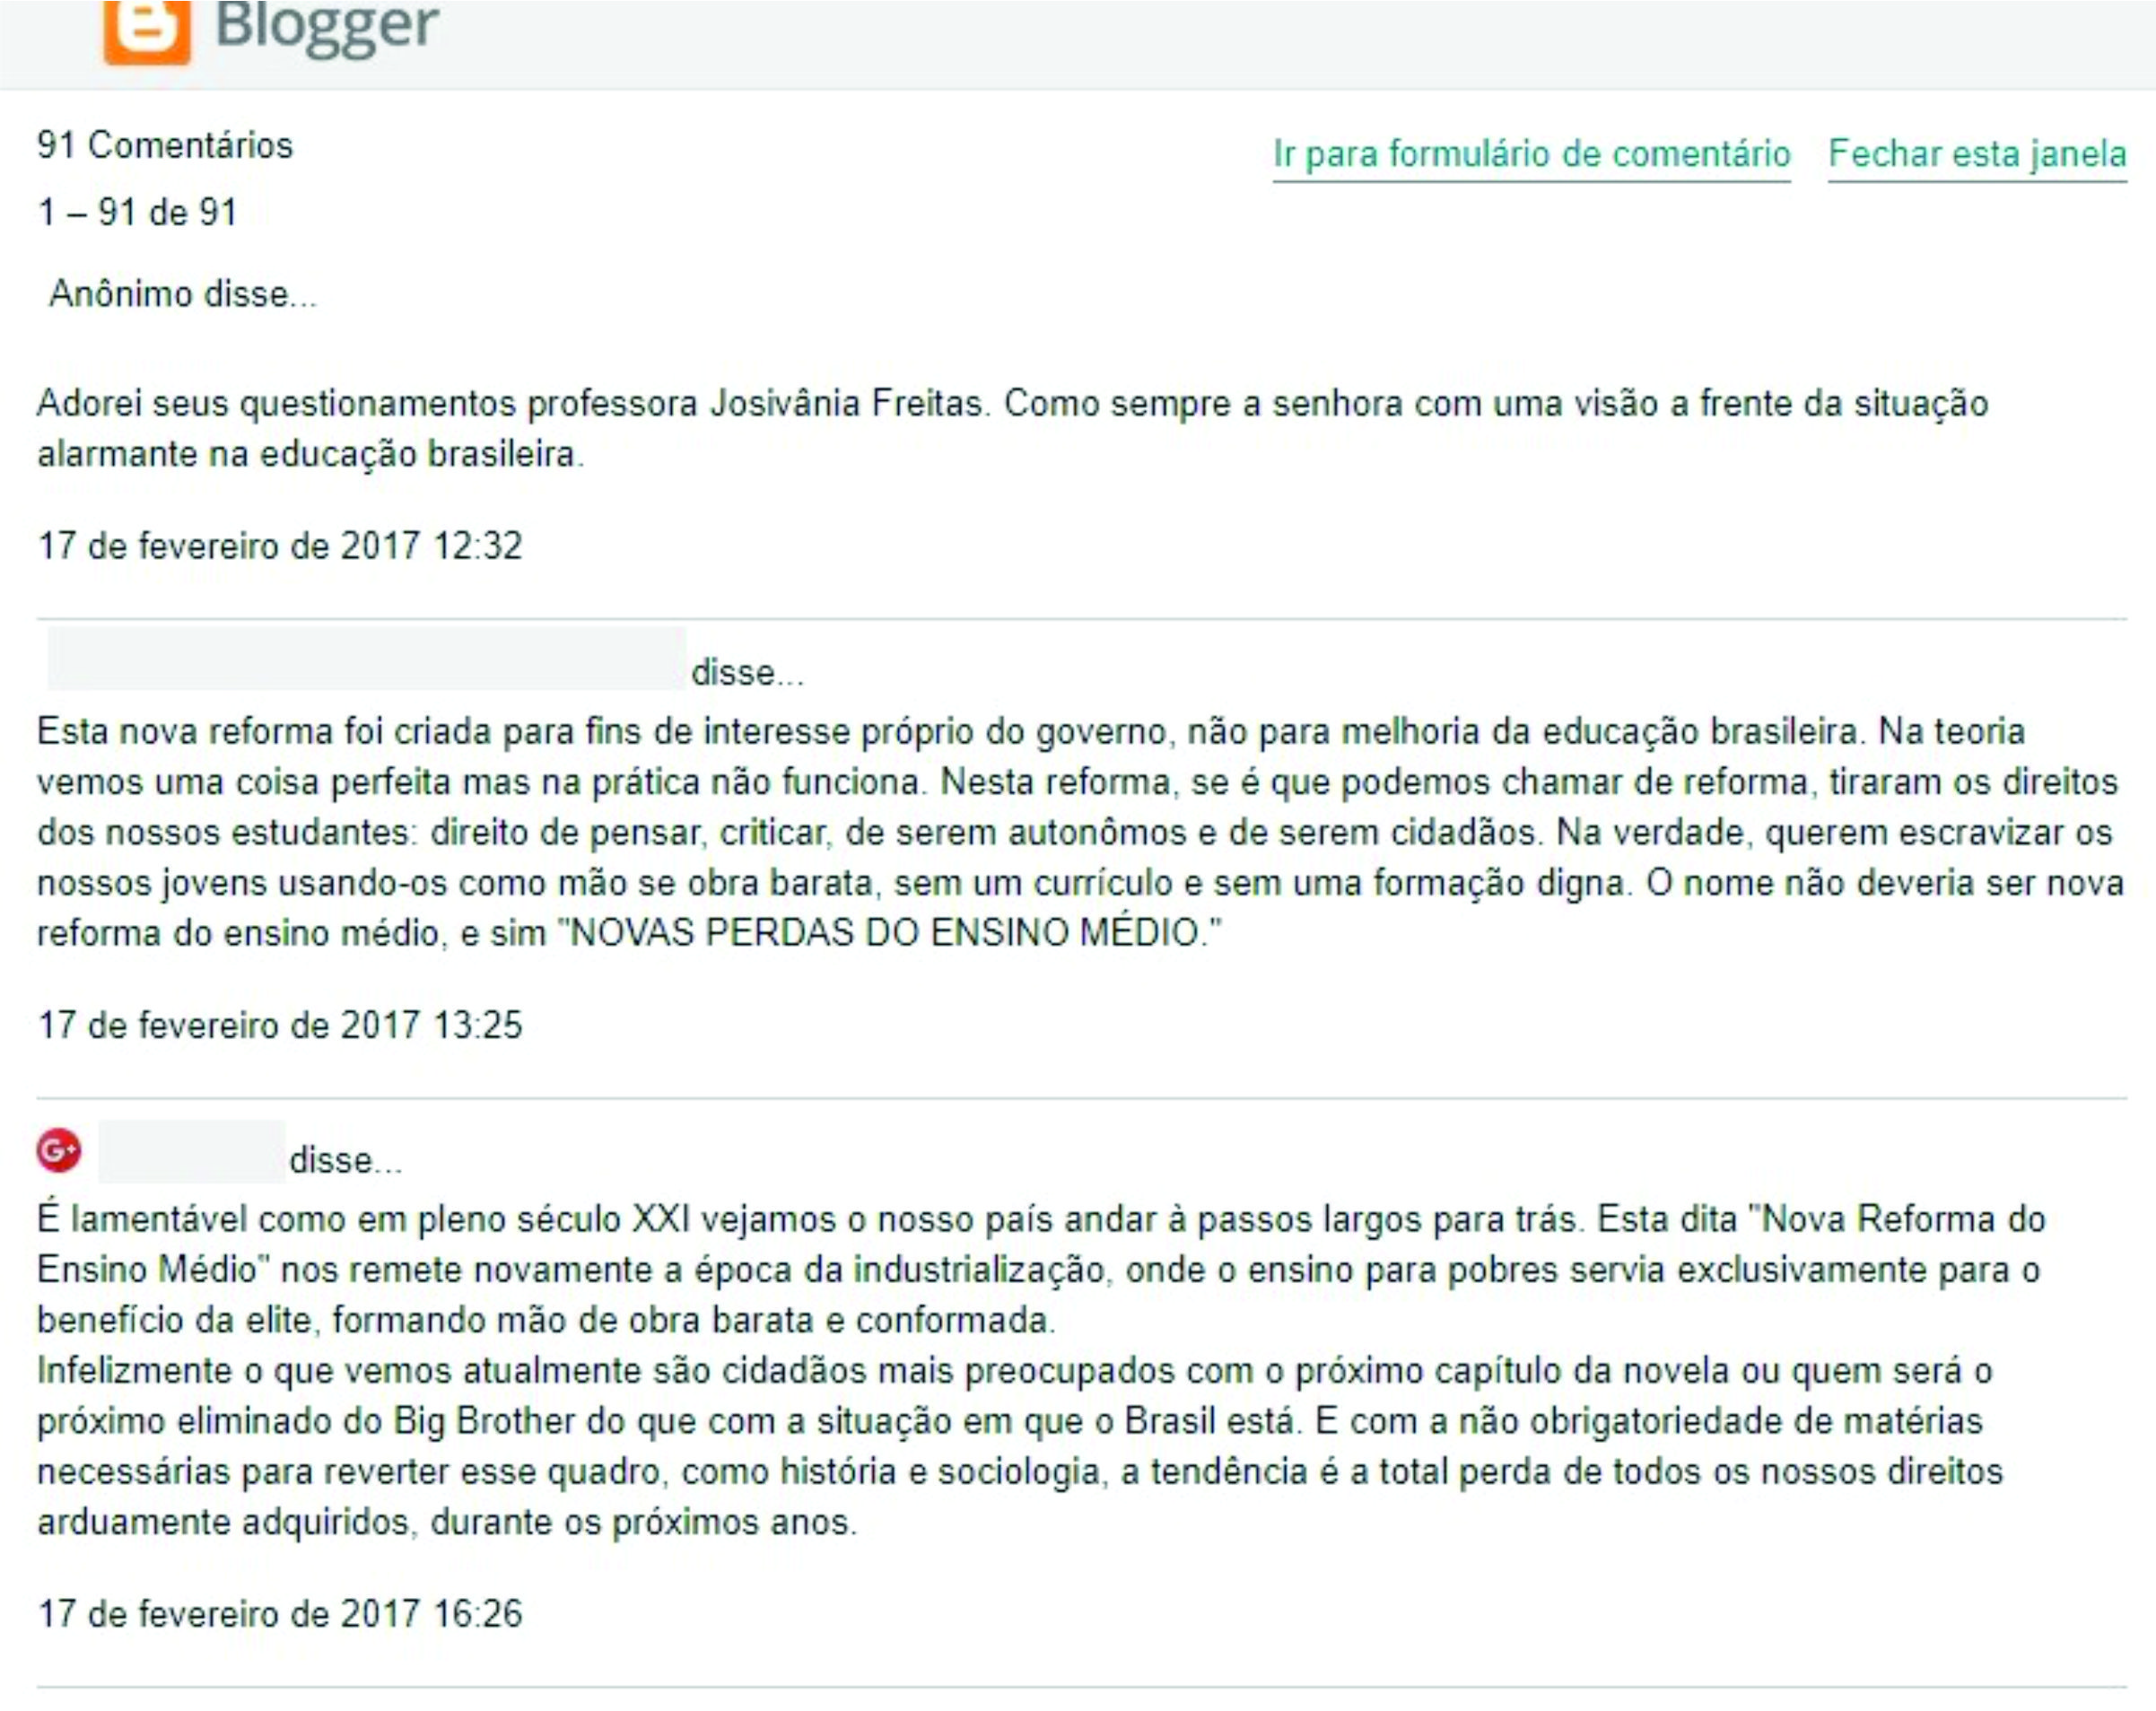 Blogger
91 Comentários
Ir para formulário de comentário Fechar esta janela
1 – 91 de 91
Anônimo disse...
Adorei seus questionamentos professora Josivânia Freitas. Como sempre a senhora com uma visão a frente da situação
alarmante na educação brasileira.
17 de fevereiro de 2017 12:32
disse...
Esta nova reforma foi criada para fins de interesse próprio do governo, não para melhoria da educação brasileira. Na teoria
vemos uma coisa perfeita mas na prática não funciona. Nesta reforma, se é que podemos chamar de reforma, tiraram os direitos
dos nossos estudantes: direito de pensar, criticar, de serem autonômos e de serem cidadãos. Na verdade, querem escravizar os
nossos jovens usando-os como mão se obra barata, sem um currículo e sem uma formação digna. O nome não deveria ser nova
reforma do ensino médio, e sim "NOVAS PERDAS DO ENSINO MÉDIO."
17 de fevereiro de 2017 13:25
G+ disse...
É lamentável como em pleno século XXI vejamos o nosso país andar à passos largos para trás. Esta dita "Nova Reforma do
Ensino Médio" nos remete novamente a época da industrialização, onde o ensino para pobres servia exclusivamente para o
benefício da elite, formando mão de obra barata e conformada.
Infelizmente o que vemos atualmente são cidadãos mais preocupados com o próximo capítulo da novela ou quem será o
próximo eliminado do Big Brother do que com a situação em que o Brasil está. E com a não obrigatoriedade de matérias
necessárias para reverter esse quadro, como história e sociologia, a tendência é a total perda de todos os nossos direitos
arduamente adquiridos, durante os próximos anos.
17 de fevereiro de 2017 16:26